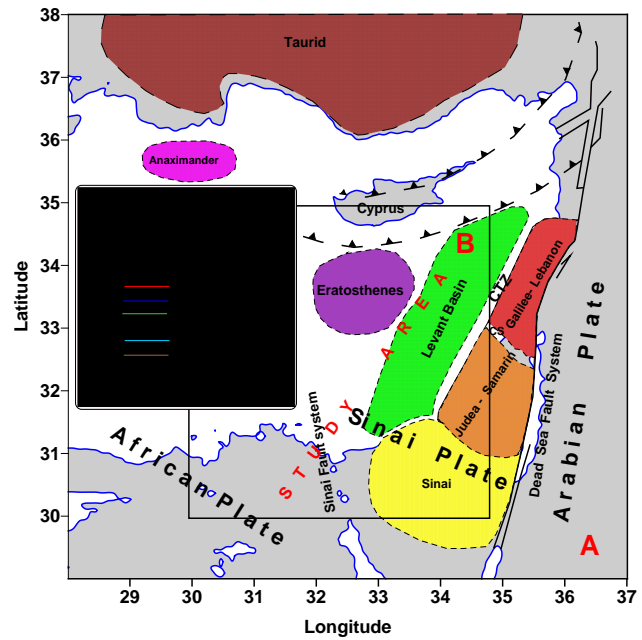 38
37
36
35
34
33
32
31
30
Latitude
Taurid
Anaximander
Cyprus
B
Eratosthenes
Levant Basin
CTZ
Galilee- Lebanon
CF
Judea - Samarin
STUDY AREA
Sinai Fault system
Sinai Plate
Sinai
African Plate
Dead Sea Fault System
Arabian Plate
A
29 30 31 32 33 34 35 36 37
Longitude